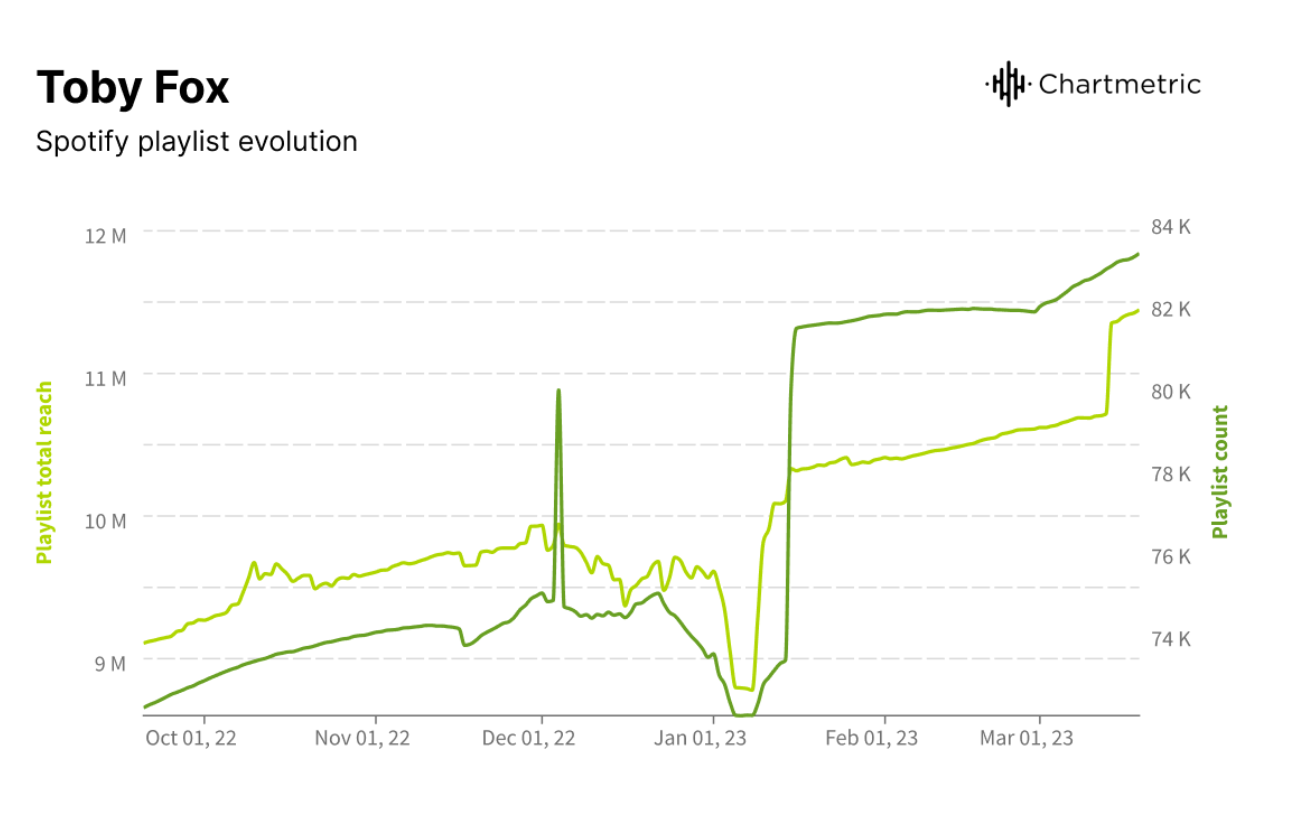 Toby Fox
Chartmetric
Spotify playlist evolution
12 M
11 M
10 M
9 M
Playlist total reach
84 K
82 K
80 K
78 K
76 K
74 K
Playlist count
Oct 01, 22
Nov 01, 22
Dec 01, 22
Jan 01, 23
Feb 01, 23
Mar 01, 23